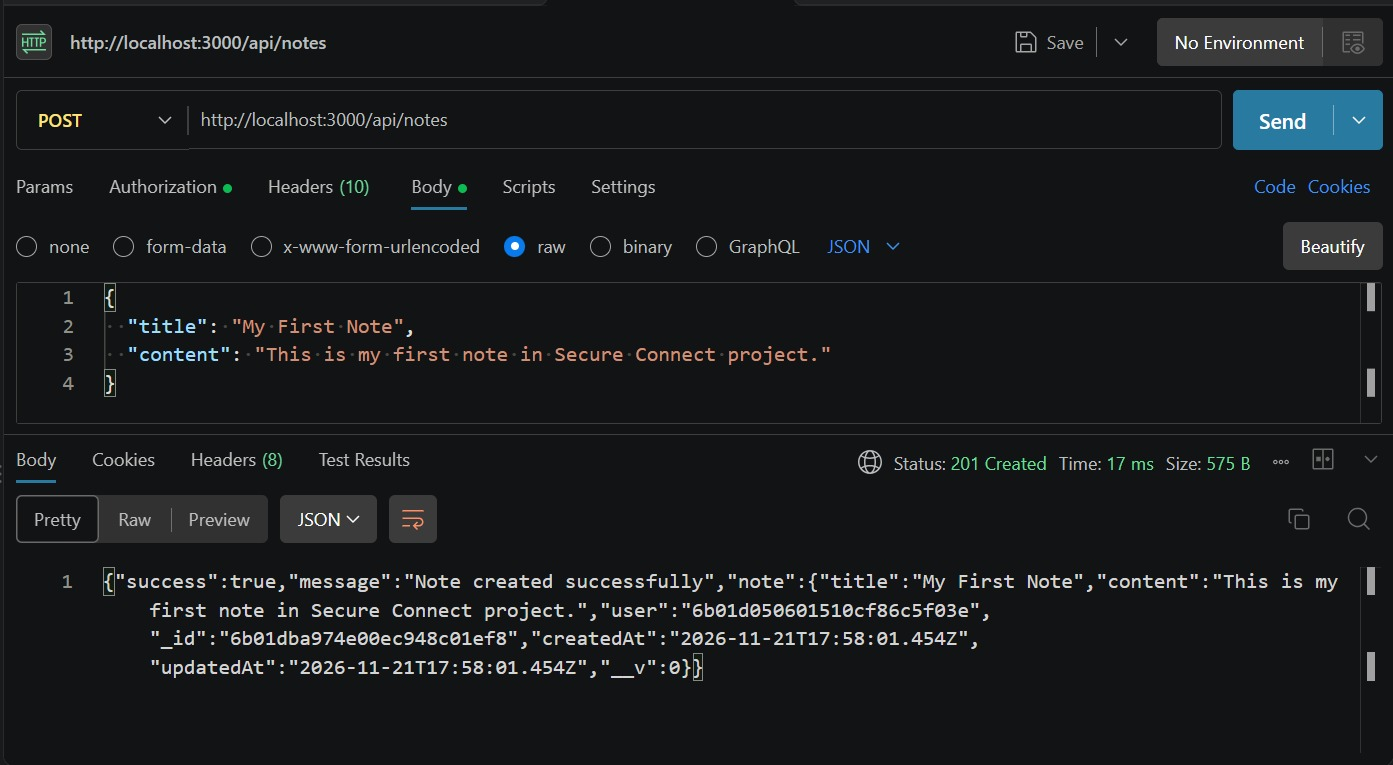 HTTP http://localhost:3000/api/notes Save No Environment
POST http://localhost:3000/api/notes Send
Params Authorization Headers (10) Body Scripts Settings Code Cookies
none form-data x-www-form-urlencoded raw binary GraphQL JSON Beautify
1 {
2 "title": "My First Note",
3 "content": "This is my first note in Secure Connect project."
4 }
Body Cookies Headers (8) Test Results Status: 201 Created Time: 17 ms Size: 575 B
Pretty Raw Preview JSON
1 {"success":true,"message":"Note created successfully","note":{"title":"My First Note","content":"This is my
first note in Secure Connect project.","user":"6b01d050601510cf86c5f03e",
"_id":"6b01dba974e00ec948c01ef8","createdAt":"2026-11-21T17:58:01.454Z",
"updatedAt":"2026-11-21T17:58:01.454Z","__v":0}}